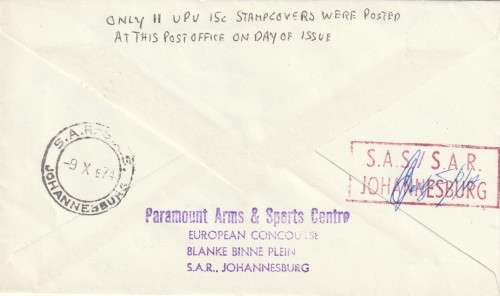 ONLY 11 UPU 15c STAMPCOVERS WERE POSTED
AT THIS POST OFFICE ON DAY OF ISSUE
S.A.R.-S.A.S.
-9 X 674
JOHANNESBURG
S.A.S. S.A.R.
JOHANNESBURG
Paramount Arms & Sports Centre
EUROPEAN CONCOURSE
BLANKE BINNE PLEIN
S.A.R., JOHANNESBURG